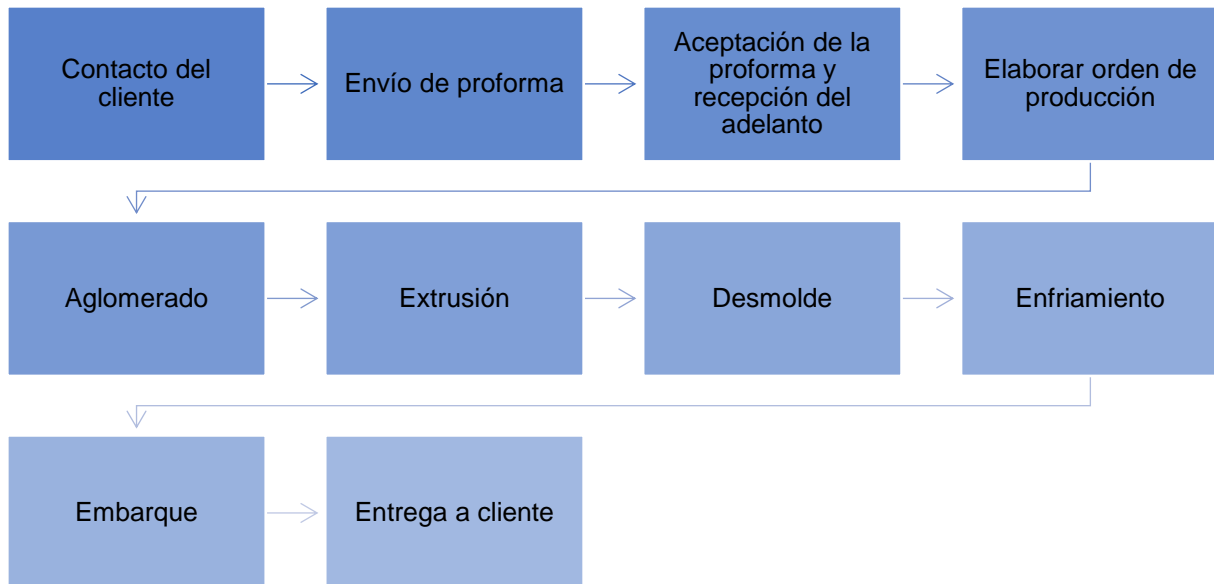 Contacto del
cliente
Envío de proforma
Aceptación de la
proforma y
recepción del
adelanto
Elaborar orden de
producción
Aglomerado
Extrusión
Desmolde
Enfriamiento
Embarque
Entrega a cliente